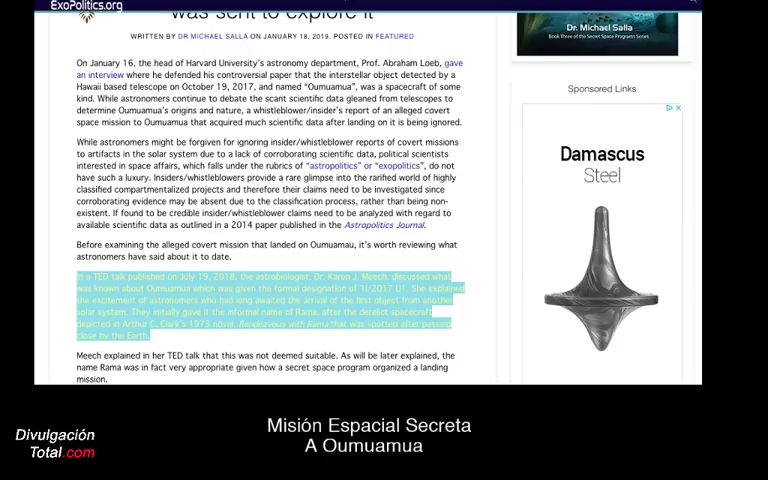 ExoPolitics.org
was sent to explore it
WRITTEN BY DR MICHAEL SALLA ON JANUARY 18, 2019. POSTED IN FEATURED
On January 16, the head of Harvard University's astronomy department, Prof. Abraham Loeb, gave
an interview where he defended his controversial paper that the interstellar object detected by a
Hawaii based telescope on October 19, 2017, and named "Oumuamua", was a spacecraft of some
kind. While astronomers continue to debate the scant scientific data gleaned from telescopes to
determine Oumuamua's origins and nature, a whistleblower/insider's report of an alleged covert
space mission to Oumuamua that acquired much scientific data after landing on it is being ignored.
While astronomers might be forgiven for ignoring insider/whistleblower reports of covert missions
to artifacts in the solar system due to a lack of corroborating scientific data, political scientists
interested in space affairs, which falls under the rubrics of "astropolitics" or "exopolitics", do not
have such a luxury. Insiders/whistleblowers provide a rare glimpse into the rarified world of highly
classified compartmentalized projects and therefore their claims need to be investigated since
corroborating evidence may be absent due to the classification process, rather than being non-
existent. If found to be credible insider/whistleblower claims need to be analyzed with regard to
available scientific data as outlined in a 2014 paper published in the Astropolitics Journal.
Before examining the alleged covert mission that landed on Oumuamau, it's worth reviewing what
astronomers have said about it to date.
In a TED talk published on July 19, 2018, the astrobiologist, Dr. Karen J. Meech, discussed what
was known about Oumuamua which was given the formal designation of 1I/2017 U1. She explained
the excitement of astronomers who had long awaited the arrival of the first object from another
solar system. They initially gave it the informal name of Rama, after the derelict spacecraft
depicted in Arthur C. Clark's 1973 novel, Rendezvous with Rama that was spotted after passing
close by the Earth.
Meech explained in her TED talk that this was not deemed suitable. As will be later explained, the
name Rama was in fact very appropriate given how a secret space program organized a landing
mission.
Dr. Michael Salla
Book Three of the Secret Space Programs Series
Sponsored Links
Damascus
Steel
Divulgación
Total.com
Misión Espacial Secreta
A Oumuamua